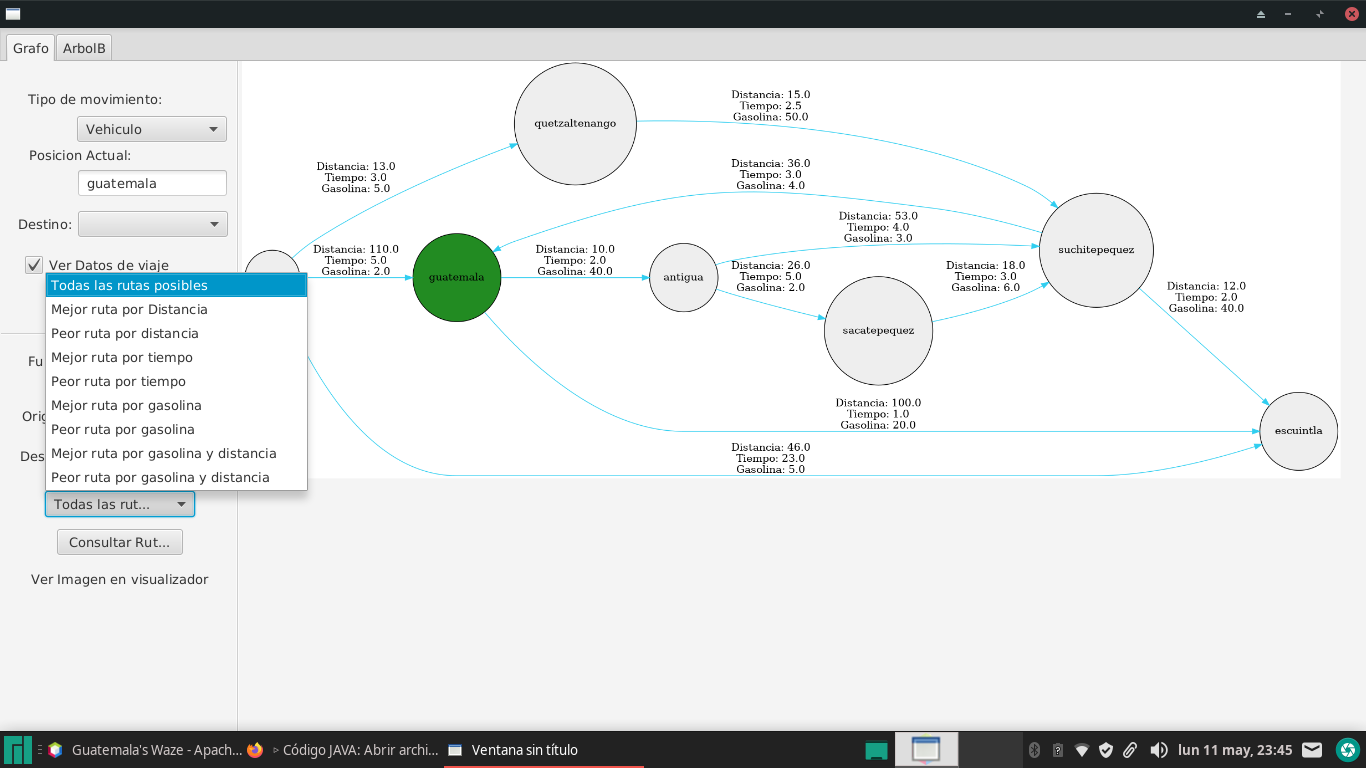 Grafo
ArbolB
Tipo de movimiento:
Vehiculo
Posicion Actual:
guatemala
Destino:
Ver Datos de viaje
Todas las rutas posibles
Mejor ruta por Distancia
Peor ruta por distancia
Mejor ruta por tiempo
Peor ruta por tiempo
Mejor ruta por gasolina
Peor ruta por gasolina
Mejor ruta por gasolina y distancia
Peor ruta por gasolina y distancia
Todas las rut...
Consultar Rut...
Ver Imagen en visualizador
quetzaltenango
Distancia: 15.0
Tiempo: 2.5
Gasolina: 50.0
Distancia: 13.0
Tiempo: 3.0
Gasolina: 5.0
Distancia: 36.0
Tiempo: 3.0
Gasolina: 4.0
Distancia: 53.0
Tiempo: 4.0
Gasolina: 3.0
Distancia: 110.0
Tiempo: 5.0
Gasolina: 2.0
guatemala
Distancia: 10.0
Tiempo: 2.0
Gasolina: 40.0
antigua
Distancia: 26.0
Tiempo: 5.0
Gasolina: 2.0
sacatepequez
Distancia: 18.0
Tiempo: 3.0
Gasolina: 6.0
suchitepequez
Distancia: 12.0
Tiempo: 2.0
Gasolina: 40.0
Distancia: 100.0
Tiempo: 1.0
Gasolina: 20.0
Distancia: 46.0
Tiempo: 23.0
Gasolina: 5.0
escuintla
Guatemala's Waze - Apach...
Código JAVA: Abrir archi...
Ventana sin título
lun 11 may, 23:45